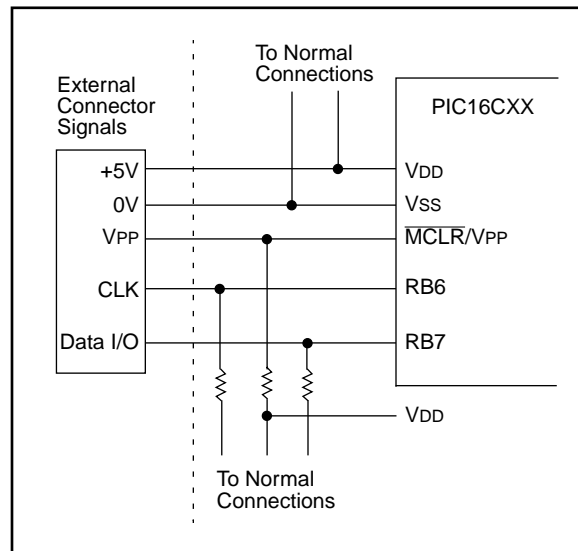 To Normal
Connections
External
Connector
Signals
PIC16CXX
+5V
0V
VPP
CLK
Data I/O
VDD
VSS
MCLR/VPP
RB6
RB7
VDD
To Normal
Connections